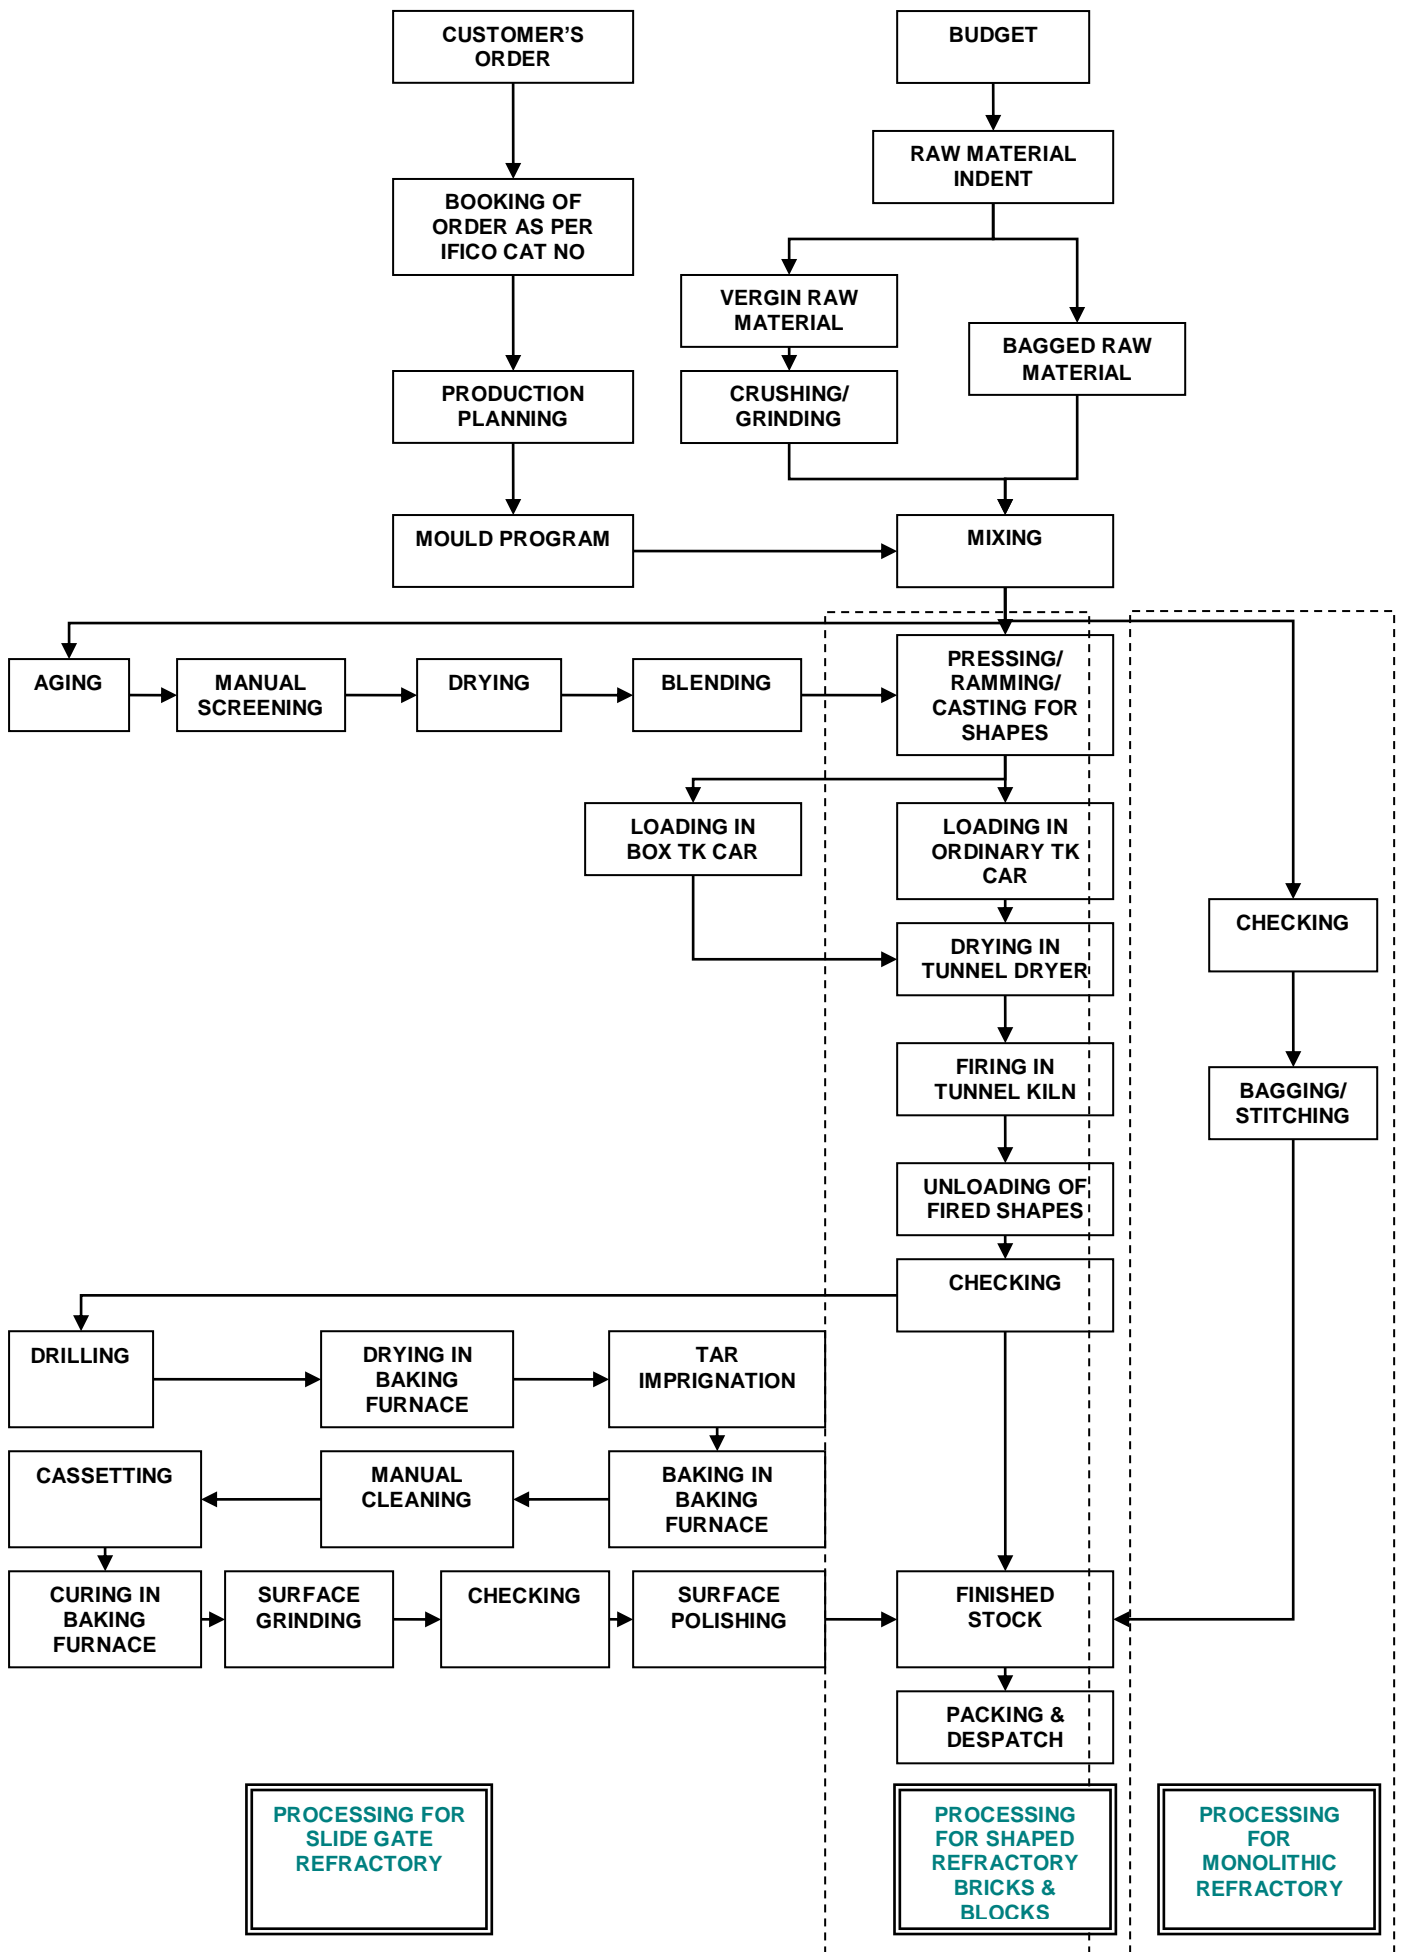 CUSTOMER’S
ORDER
BUDGET
RAW MATERIAL
INDENT
BOOKING OF
ORDER AS PER
IFICO CAT NO
VERGIN RAW
MATERIAL
BAGGED RAW
MATERIAL
PRODUCTION
PLANNING
CRUSHING/
GRINDING
MOULD PROGRAM
MIXING
AGING
MANUAL
SCREENING
DRYING
BLENDING
PRESSING/
RAMMING/
CASTING FOR
SHAPES
LOADING IN
BOX TK CAR
LOADING IN
ORDINARY TK
CAR
CHECKING
DRYING IN
TUNNEL DRYER
FIRING IN
TUNNEL KILN
BAGGING/
STITCHING
UNLOADING OF
FIRED SHAPES
CHECKING
DRILLING
DRYING IN
BAKING
FURNACE
TAR
IMPRIGNATION
CASSETTING
MANUAL
CLEANING
BAKING IN
BAKING
FURNACE
CURING IN
BAKING
FURNACE
SURFACE
GRINDING
CHECKING
SURFACE
POLISHING
FINISHED
STOCK
PACKING &
DESPATCH
PROCESSING FOR
SLIDE GATE
REFRACTORY
PROCESSING
FOR SHAPED
REFRACTORY
BRICKS &
BLOCKS
PROCESSING
FOR
MONOLITHIC
REFRACTORY